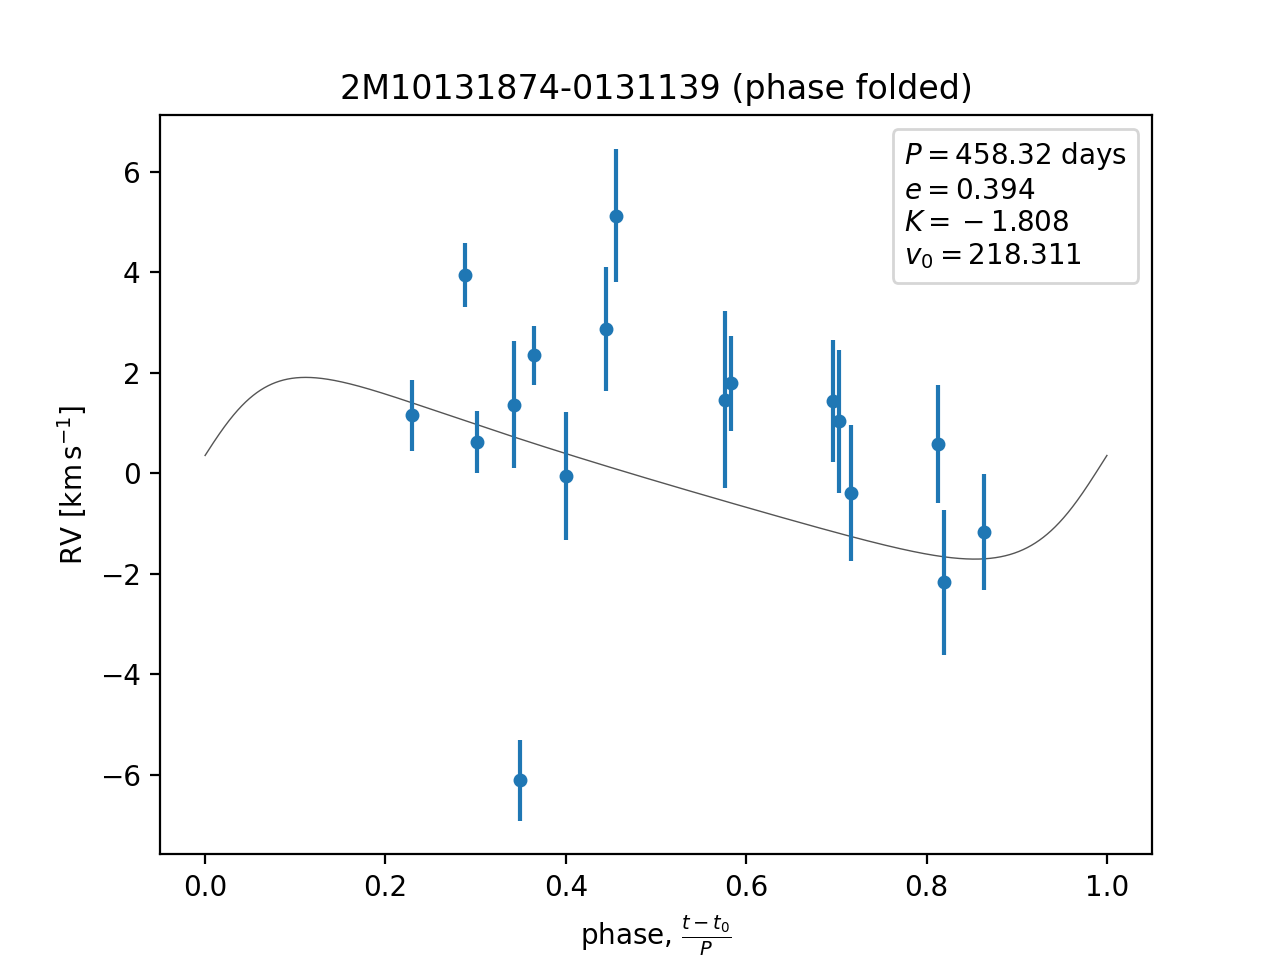 2M10131874-0131139 (phase folded)
P = 458.32 days
e = 0.394
K = −1.808
v₀ = 218.311
6
4
2
0
−2
−4
−6
RV [km s⁻¹]
0.0 0.2 0.4 0.6 0.8 1.0
phase, (t − t₀)/P